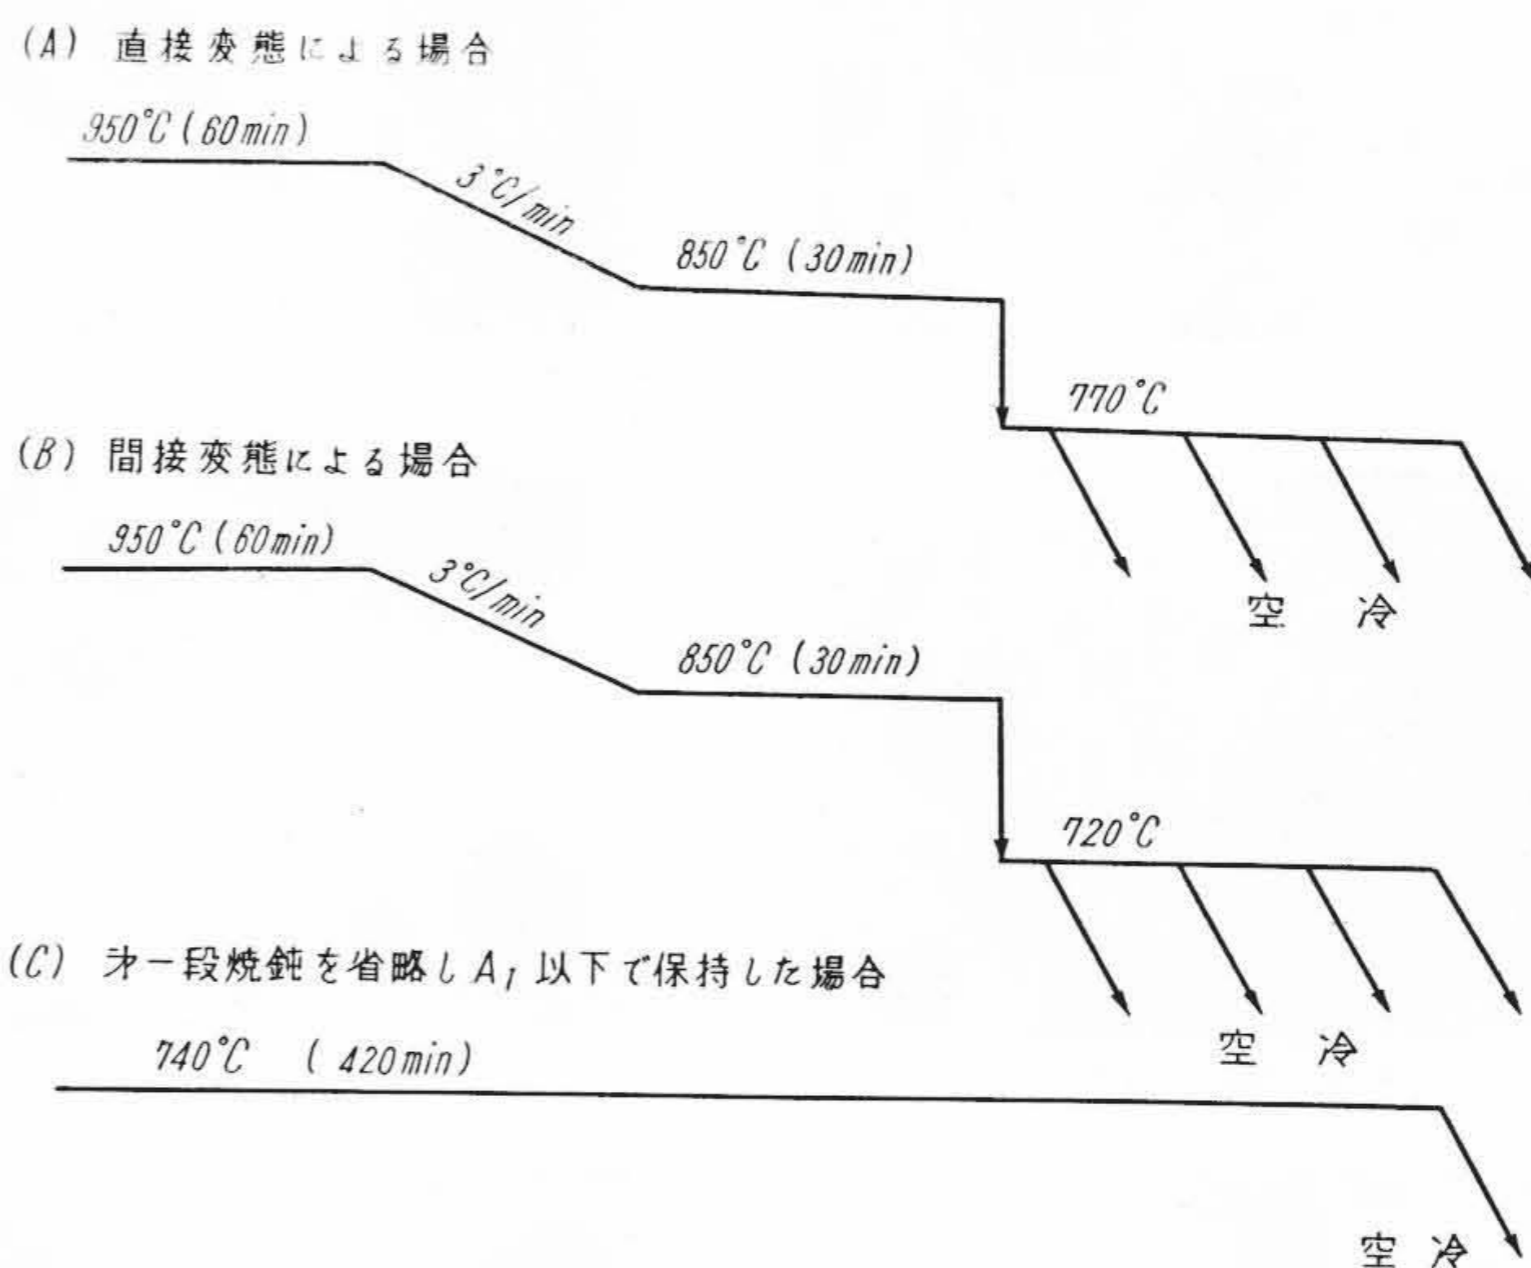 (A) 直接変態による場合
950℃ (60min)
3℃/min
850℃ (30min)
770℃
空冷
(B) 間接変態による場合
950℃ (60min)
3℃/min
850℃ (30min)
720℃
空冷
(C) 㐧一段焼鈍を省略しA1以下で保持した場合
740℃ (420min)
空冷